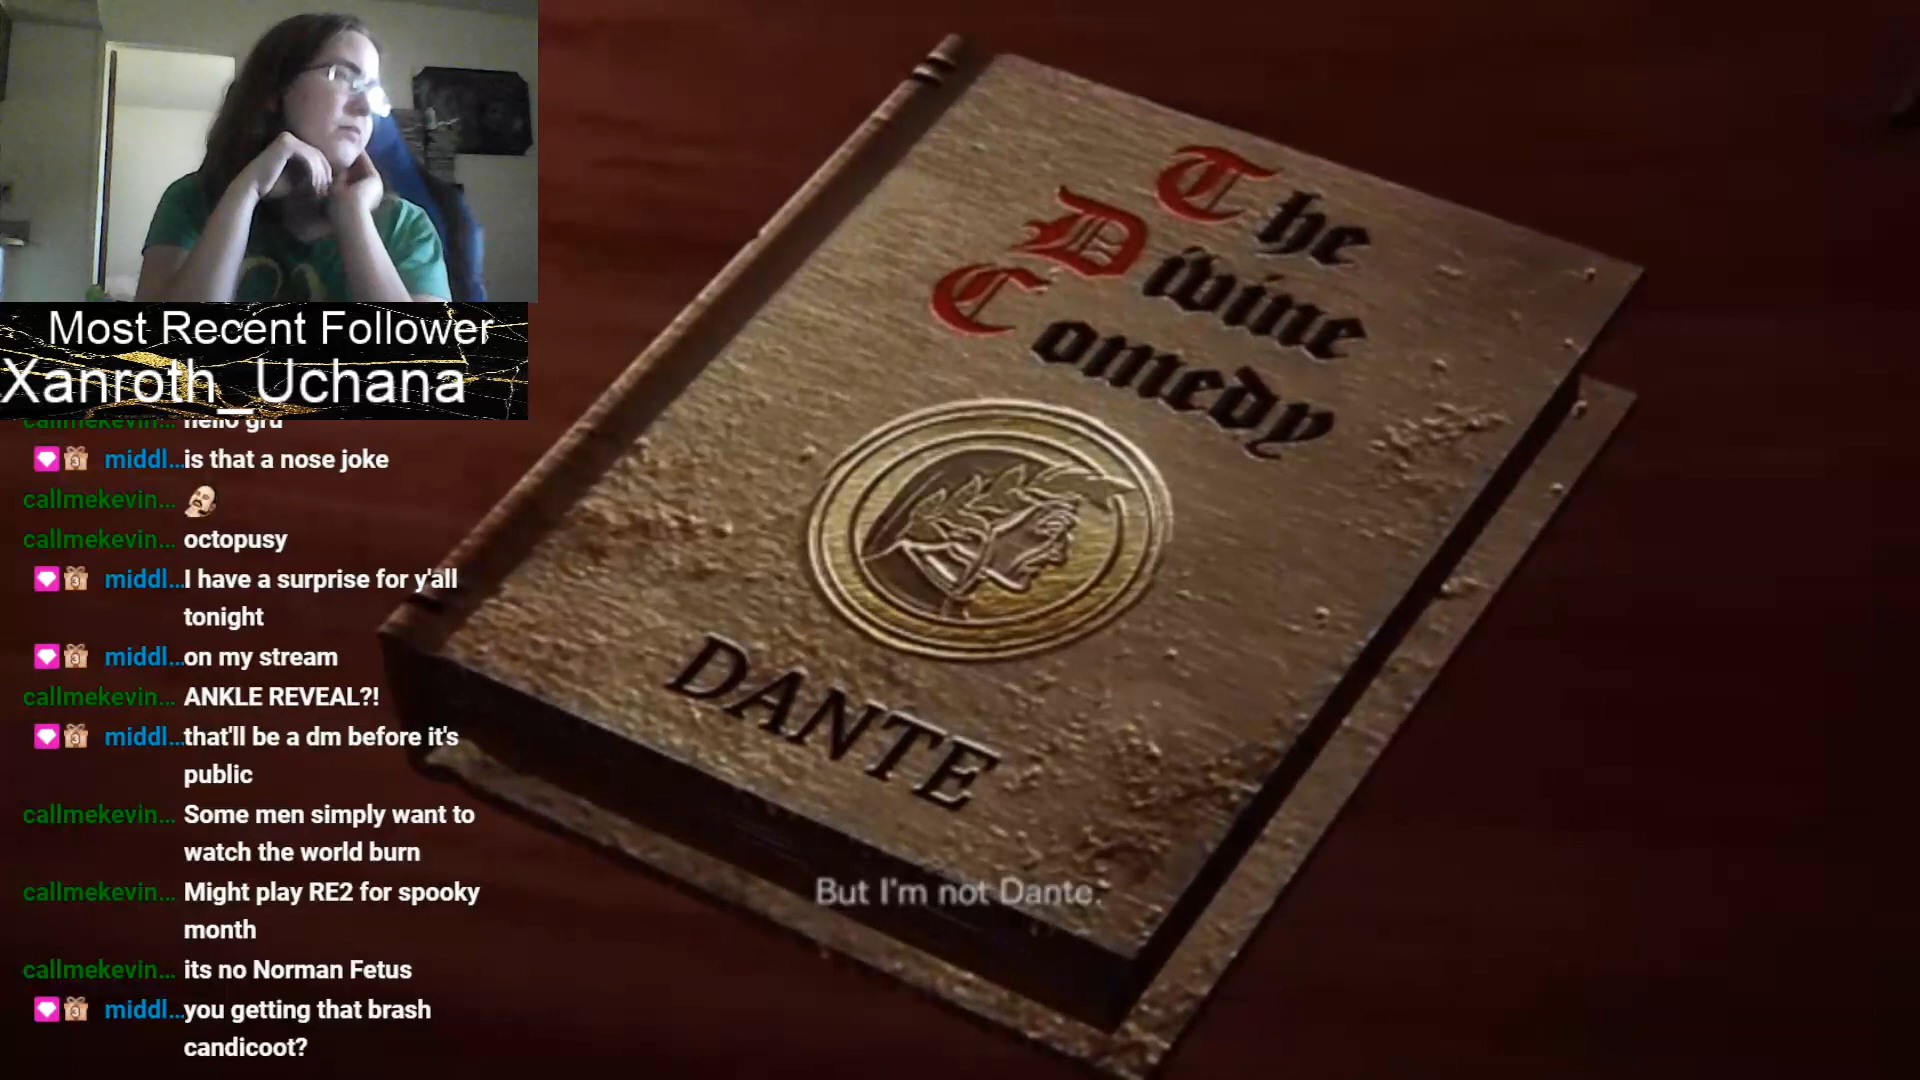 Most Recent Follower
Xanroth_Uchana
callmekevin... hello gru
middl...is that a nose joke
callmekevin...
callmekevin... octopusy
middl...I have a surprise for y'all
tonight
middl...on my stream
callmekevin... ANKLE REVEAL?!
middl...that'll be a dm before it's
public
callmekevin... Some men simply want to
watch the world burn
callmekevin... Might play RE2 for spooky
month
callmekevin... its no Norman Fetus
middl...you getting that brash
candicoot?
The
Divine
Comedy
DANTE
But I'm not Dante.